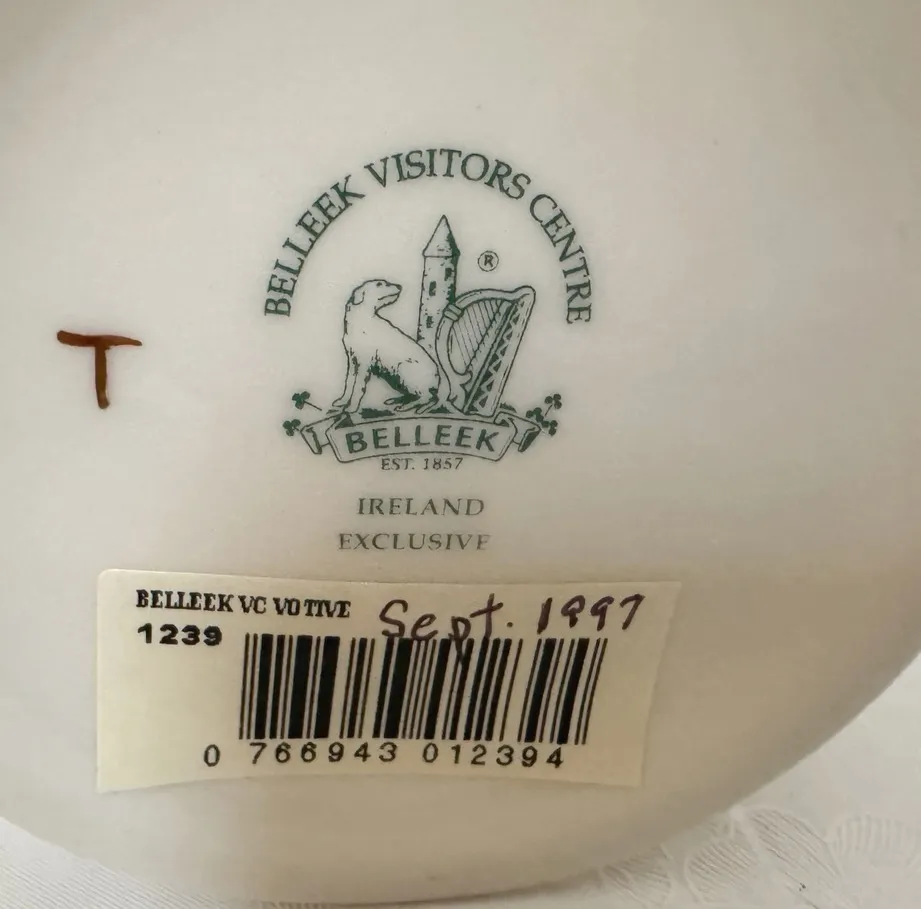 BELLEEK VISITORS CENTRE
®
T
BELLEEK
EST. 1857
IRELAND
EXCLUSIVE
BELLEEK VC VOTIVE Sept. 1997
1239
0 766943 012394